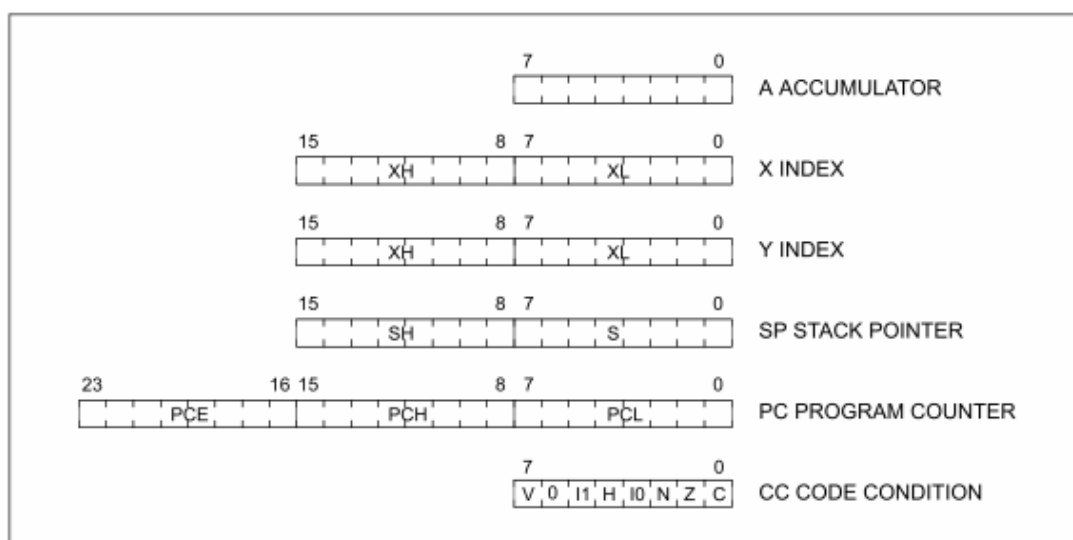 7 0
A ACCUMULATOR
15 8 7 0
XH XL X INDEX
15 8 7 0
XH XL Y INDEX
15 8 7 0
SH S SP STACK POINTER
23 16 15 8 7 0
PCE PCH PCL PC PROGRAM COUNTER
7 0
V 0 I1 H I0 N Z C CC CODE CONDITION